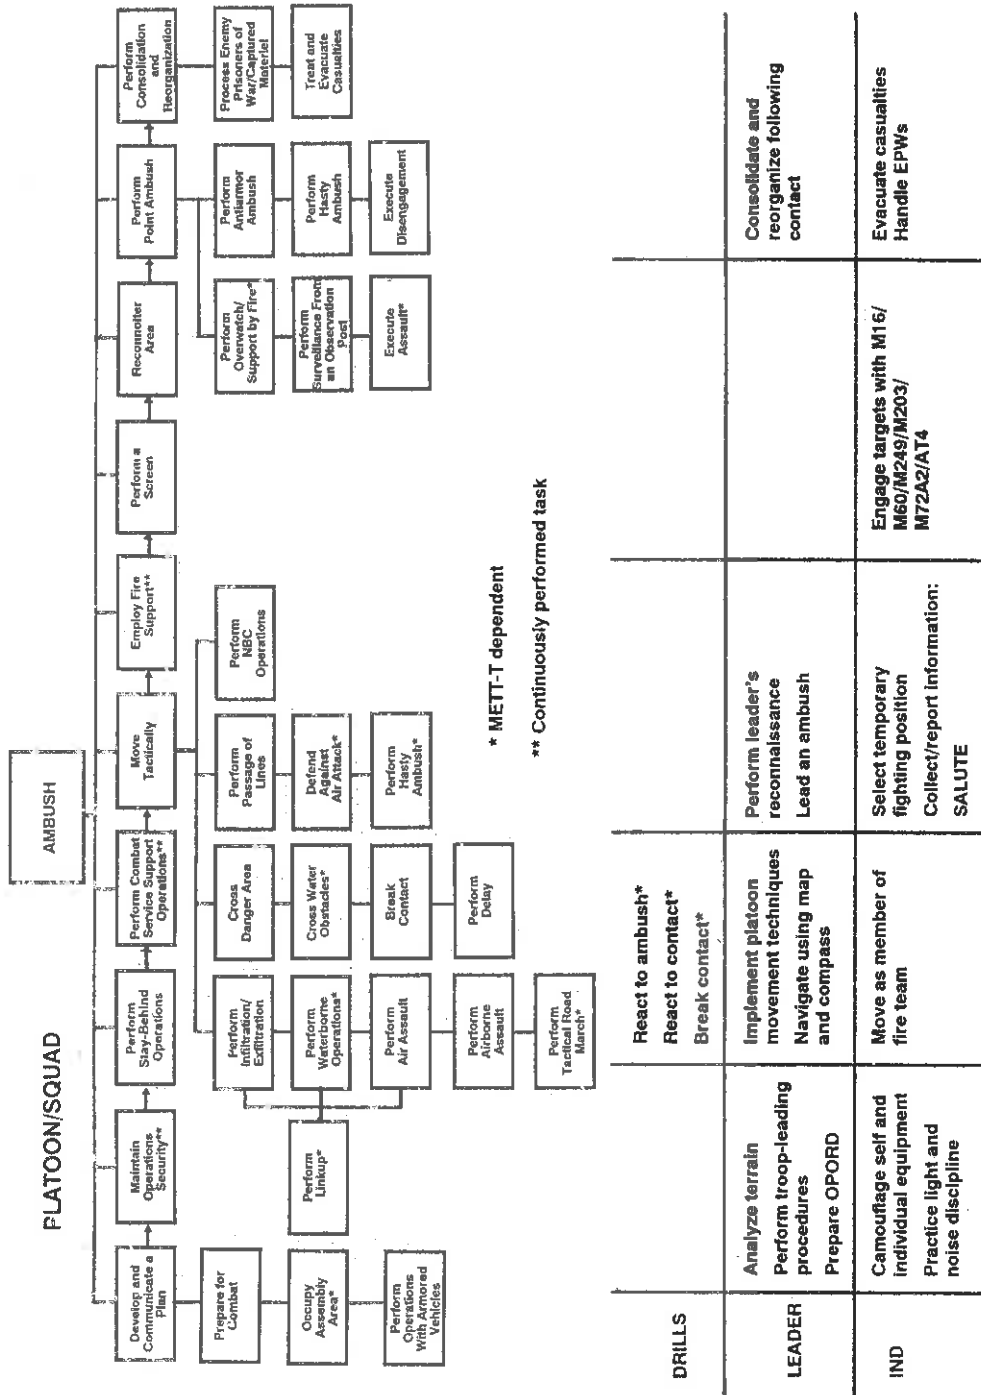 PLATOON/SQUAD
AMBUSH
Develop and
Communicate a
Plan
Maintain
Operations
Security**
Perform
Stay-Behind
Operations
Perform Combat
Service Support
Operations**
Move
Tactically
Employ Fire
Support**
Perform a
Screen
Reconnoiter
Area
Perform
Point Ambush
Perform
Consolidation
and
Reorganization
Prepare for
Combat
Occupy
Assembly
Area*
Perform
Operations
With Armored
Vehicles
Perform
Linkup*
Perform
Infiltration/
Exfiltration
Perform
Waterborne
Operations*
Perform
Air Assault
Perform
Airborne
Assault
Perform
Tactical Road
March*
Cross
Danger Area
Cross Water
Obstacles*
Break
Contact
Perform
Delay
Perform
Passage of
Lines
Defend
Against
Air Attack*
Perform
Hasty
Ambush*
Perform
NBC
Operations
Perform
Overwatch/
Support by Fire*
Perform
Surveillance From
an Observation
Post
Execute
Assault*
Perform
Antiarmor
Ambush
Perform
Hasty
Ambush
Execute
Disengagement
Process Enemy
Prisoners of
War/Captured
Materiel
Treat and
Evacuate
Casualties
* METT-T dependent
** Continuously performed task
DRILLS
React to ambush*
React to contact*
Break contact*
LEADER
Analyze terrain
Perform troop-leading
procedures
Prepare OPORD
Implement platoon
movement techniques
Navigate using map
and compass
Perform leader's
reconnaissance
Lead an ambush
Consolidate and
reorganize following
contact
IND
Camouflage self and
individual equipment
Practice light and
noise discipline
Move as member of
fire team
Select temporary
fighting position
Collect/report information:
SALUTE
Engage targets with M16/
M60/M249/M203/
M72A2/AT4
Evacuate casualties
Handle EPWs